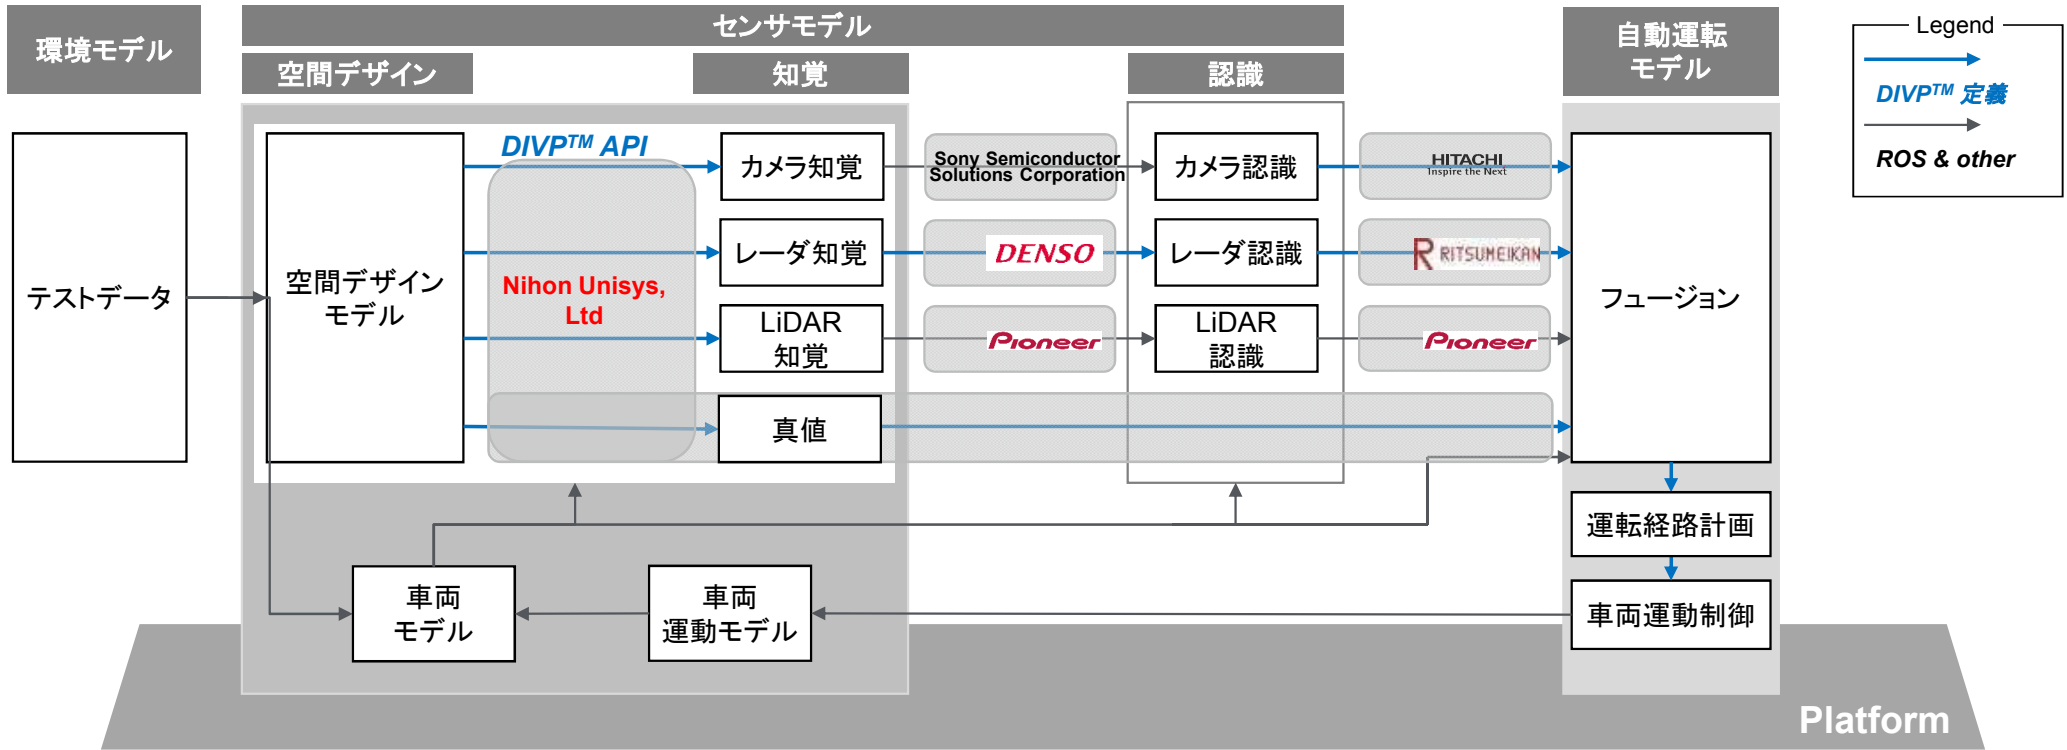 環境モデル
センサモデル
空間デザイン
知覚
認識
自動運転
モデル
Legend
DIVP™ 定義
ROS & other
テストデータ
空間デザイン
モデル
DIVP™ API
Nihon Unisys,
Ltd
カメラ知覚
レーダ知覚
LiDAR
知覚
真値
Sony Semiconductor
Solutions Corporation
DENSO
Pioneer
カメラ認識
レーダ認識
LiDAR
認識
HITACHI
Inspire the Next
R RITSUMEIKAN
Pioneer
フュージョン
運転経路計画
車両運動制御
車両
モデル
車両
運動モデル
Platform